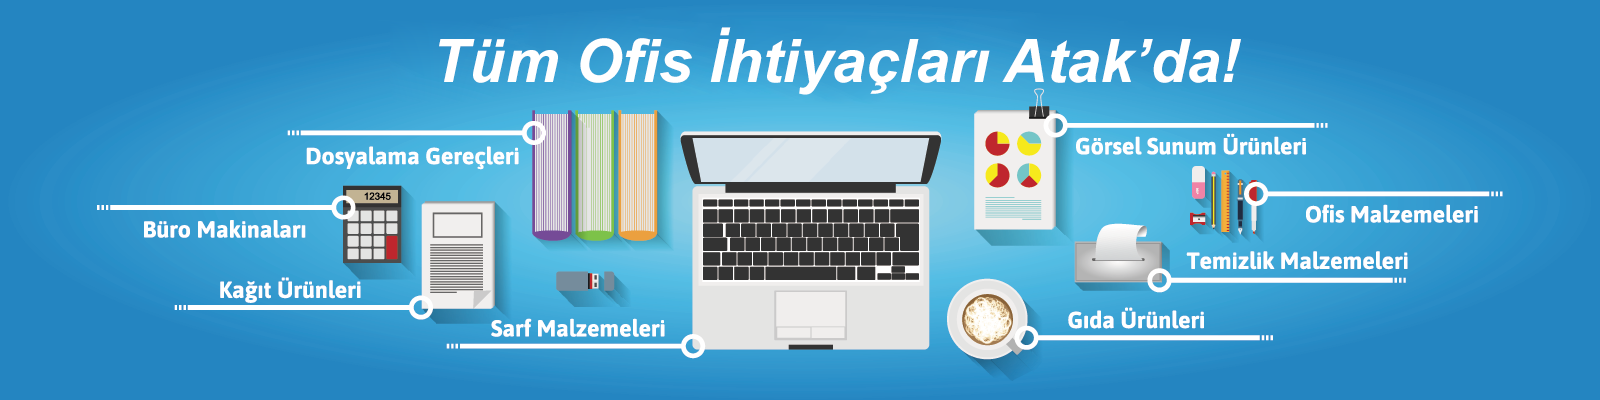 Tüm Ofis İhtiyaçları Atak’da!
Dosyalama Gereçleri
Görsel Sunum Ürünleri
12345
Büro Makinaları
Ofis Malzemeleri
Temizlik Malzemeleri
Kağıt Ürünleri
Sarf Malzemeleri
Gıda Ürünleri